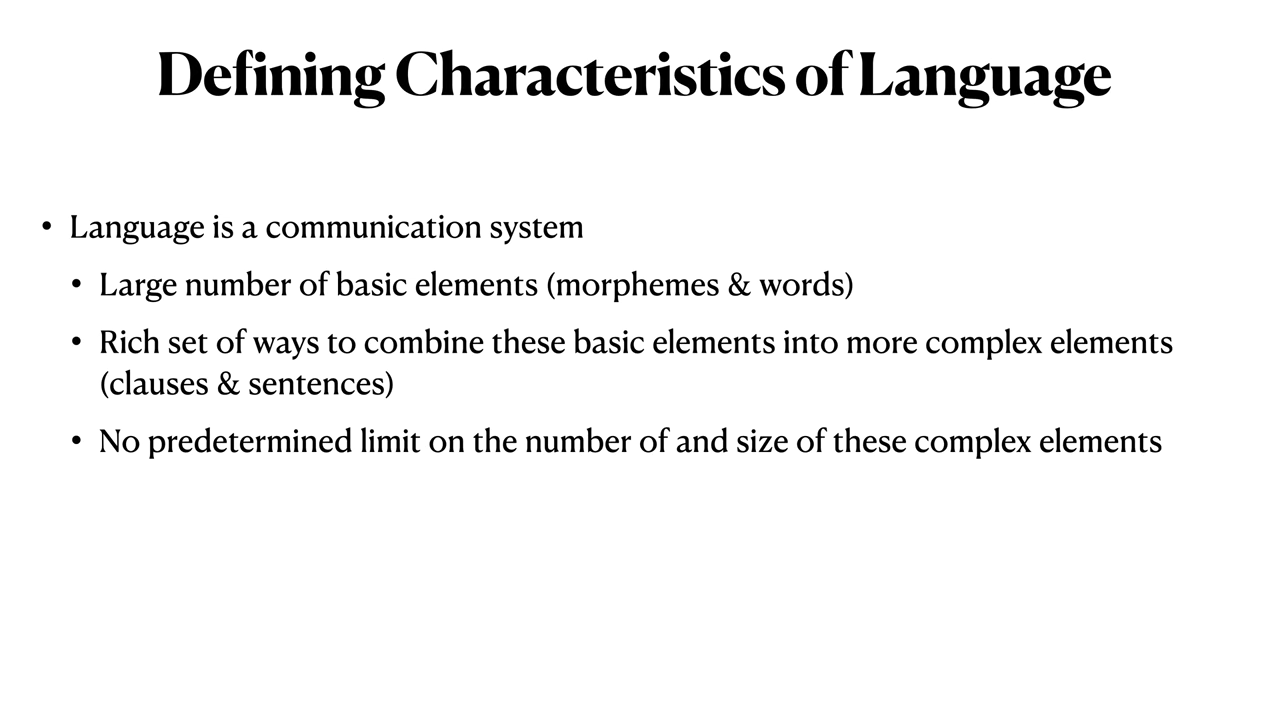 Defining Characteristics of Language
• Language is a communication system
• Large number of basic elements (morphemes & words)
• Rich set of ways to combine these basic elements into more complex elements
(clauses & sentences)
• No predetermined limit on the number of and size of these complex elements